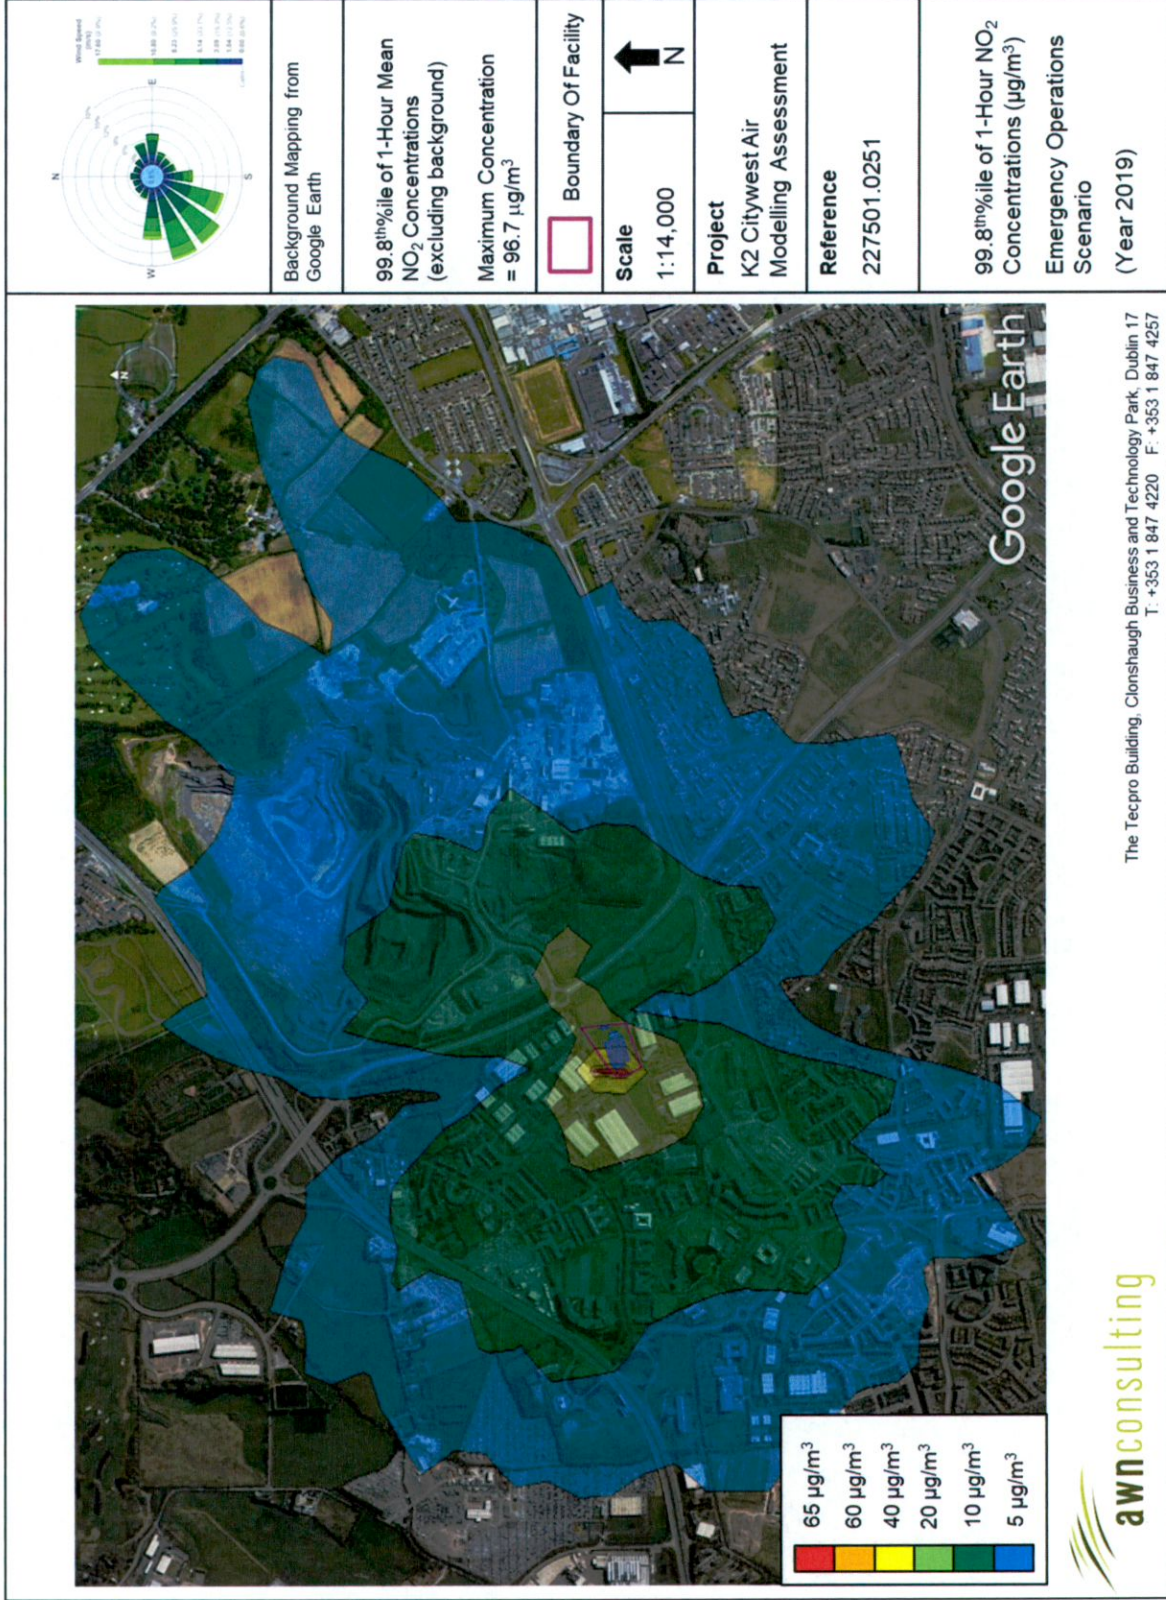 N
E
S
W
Wind Speed
(m/s)
Background Mapping from
Google Earth
99.8th%ile of 1-Hour Mean
NO2 Concentrations
(excluding background)
Maximum Concentration
= 96.7 µg/m3
Boundary Of Facility
Scale
1:14,000
N
Project
K2 Citywest Air
Modelling Assessment
Reference
227501.0251
99.8th%ile of 1-Hour NO2
Concentrations (µg/m3)
Emergency Operations
Scenario
(Year 2019)
N
Google Earth
65 µg/m3
60 µg/m3
40 µg/m3
20 µg/m3
10 µg/m3
5 µg/m3
awnconsulting
The Tecpro Building, Clonshaugh Business and Technology Park, Dublin 17
T: +353 1 847 4220 F: +353 1 847 4257